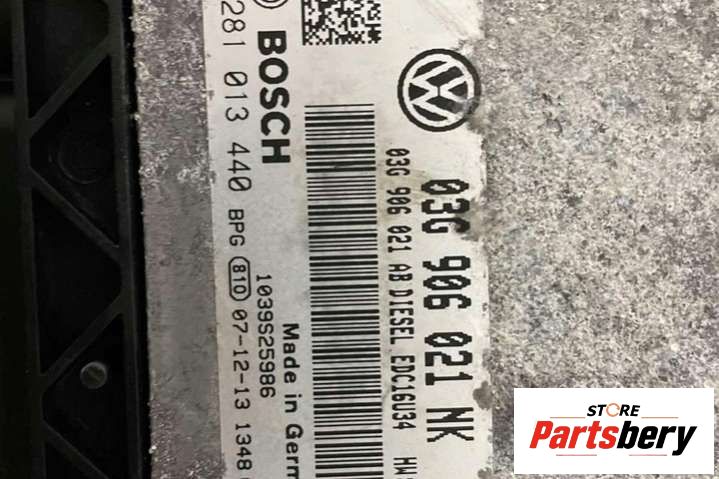 03G 906 021 NK
03G 906 021 AB DIESEL EDC16U34
BOSCH
Made in
1039S25986
281 013 440 BPG 81D 07-12-13 1348
STORE
Partsbery